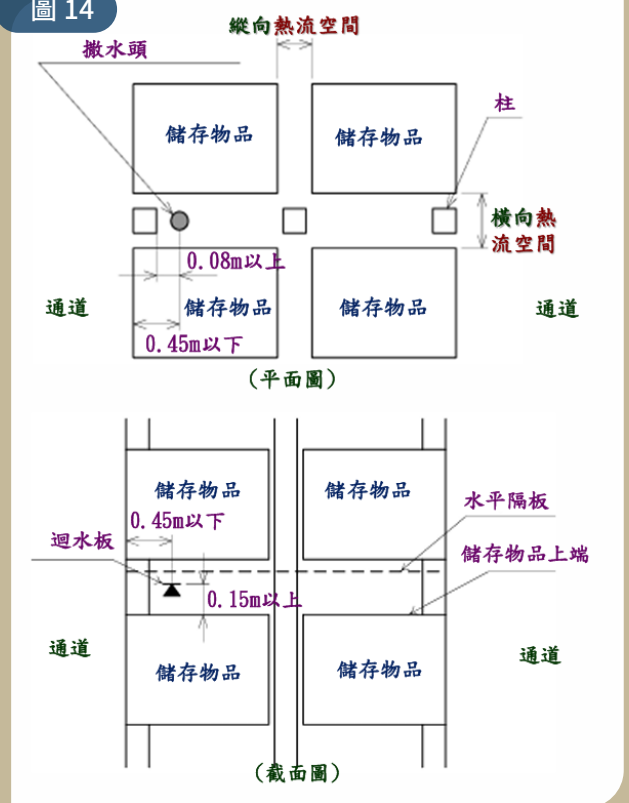 圖 14
縱向熱流空間
撒水頭
柱
儲存物品
儲存物品
橫向熱
流空間
0.08m以上
通道
儲存物品
儲存物品
通道
0.45m以下
(平面圖)
儲存物品
儲存物品
水平隔板
0.45m以下
迴水板
儲存物品上端
0.15m以上
通道
儲存物品
儲存物品
通道
(截面圖)